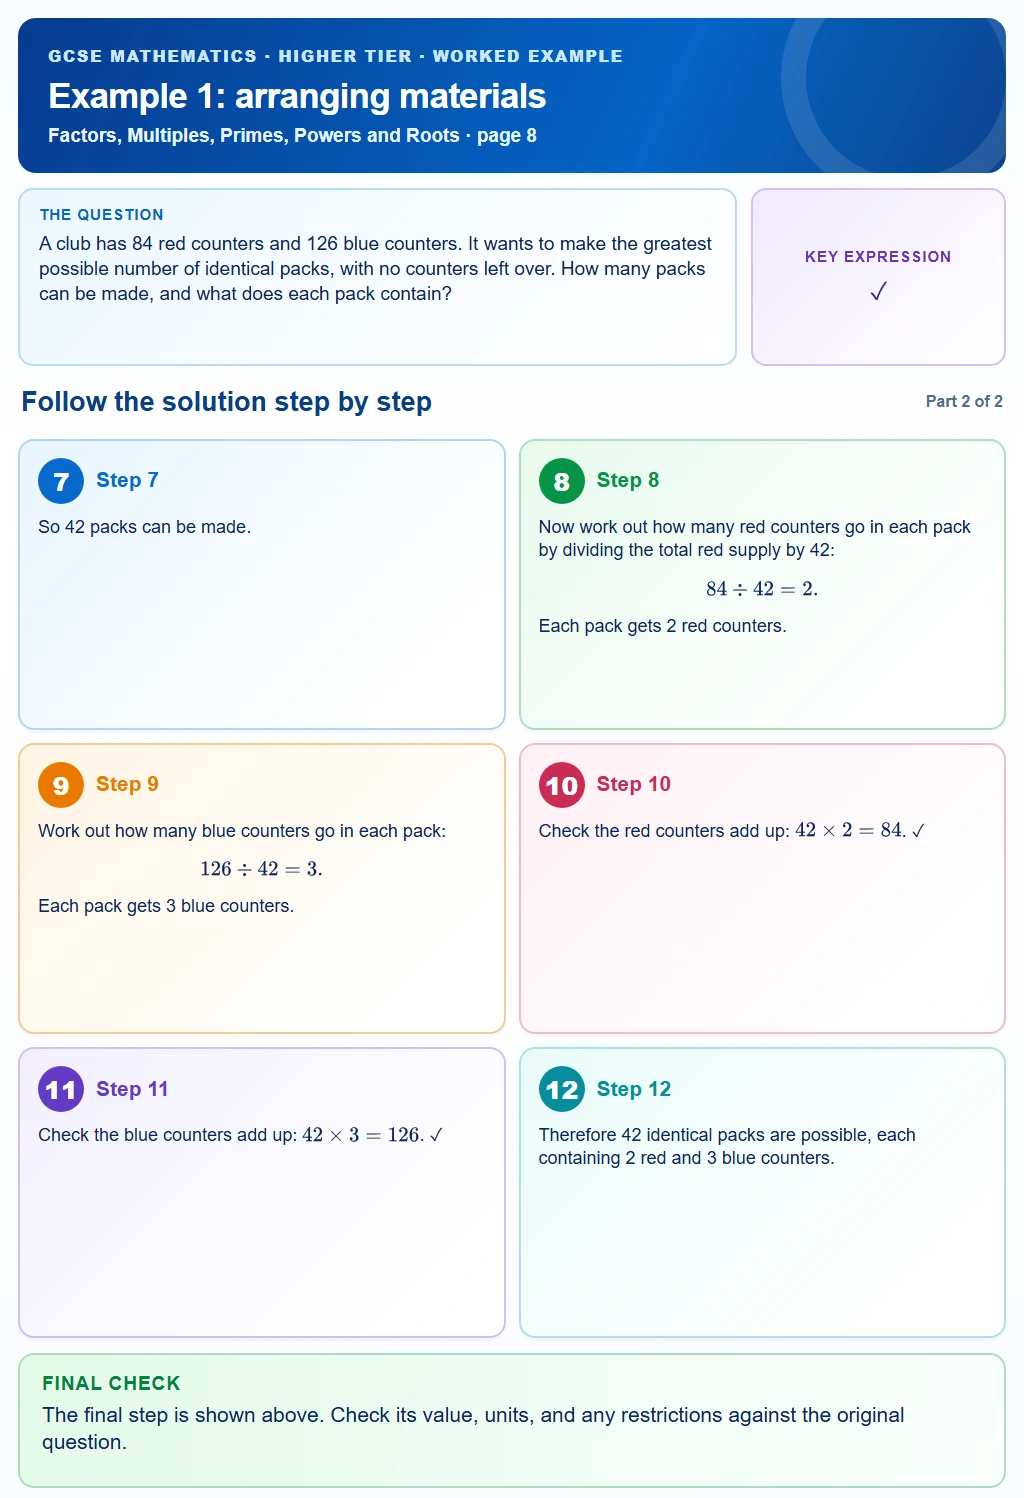 GCSE MATHEMATICS · HIGHER TIER · WORKED EXAMPLE
Example 1: arranging materials
Factors, Multiples, Primes, Powers and Roots · page 8
THE QUESTION
A club has 84 red counters and 126 blue counters. It wants to make the greatest
possible number of identical packs, with no counters left over. How many packs
can be made, and what does each pack contain?
KEY EXPRESSION
✓
Follow the solution step by step
Part 2 of 2
7 Step 7
So 42 packs can be made.
8 Step 8
Now work out how many red counters go in each pack
by dividing the total red supply by 42:
84 ÷ 42 = 2.
Each pack gets 2 red counters.
9 Step 9
Work out how many blue counters go in each pack:
126 ÷ 42 = 3.
Each pack gets 3 blue counters.
10 Step 10
Check the red counters add up: 42 × 2 = 84. ✓
11 Step 11
Check the blue counters add up: 42 × 3 = 126. ✓
12 Step 12
Therefore 42 identical packs are possible, each
containing 2 red and 3 blue counters.
FINAL CHECK
The final step is shown above. Check its value, units, and any restrictions against the original
question.